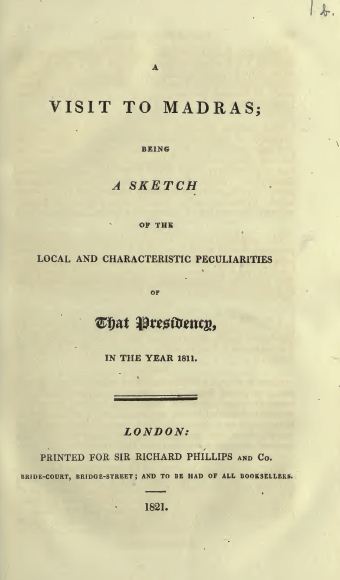 1 b.
A
VISIT TO MADRAS;
BEING
A SKETCH
OF THE
LOCAL AND CHARACTERISTIC PECULIARITIES
OF
That Presidency,
IN THE YEAR 1811.
LONDON:
PRINTED FOR SIR RICHARD PHILLIPS AND Co.
BRIDE-COURT, BRIDGE-STREET; AND TO BE HAD OF ALL BOOKSELLERS.
1821.